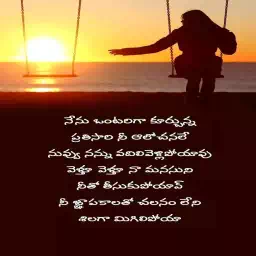 నేను ఒంటరిగా కూర్చున్న
ప్రతిసారి నీ ఆలోచనలే
నువ్వు నన్ను వదిలివెళ్లిపోయావు
వెళ్తూ వెళ్తూ నా మనసుని
నీతో తీసుకుపోయావ్
నీ జ్ఞాపకాలతో చలనం లేని
శిలగా మిగిలిపోయా